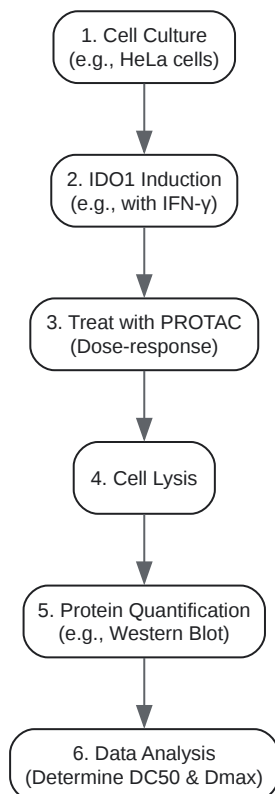 1. Cell Culture
(e.g., HeLa cells)
2. IDO1 Induction
(e.g., with IFN-γ)
3. Treat with PROTAC
(Dose-response)
4. Cell Lysis
5. Protein Quantification
(e.g., Western Blot)
6. Data Analysis
(Determine DC50 & Dmax)